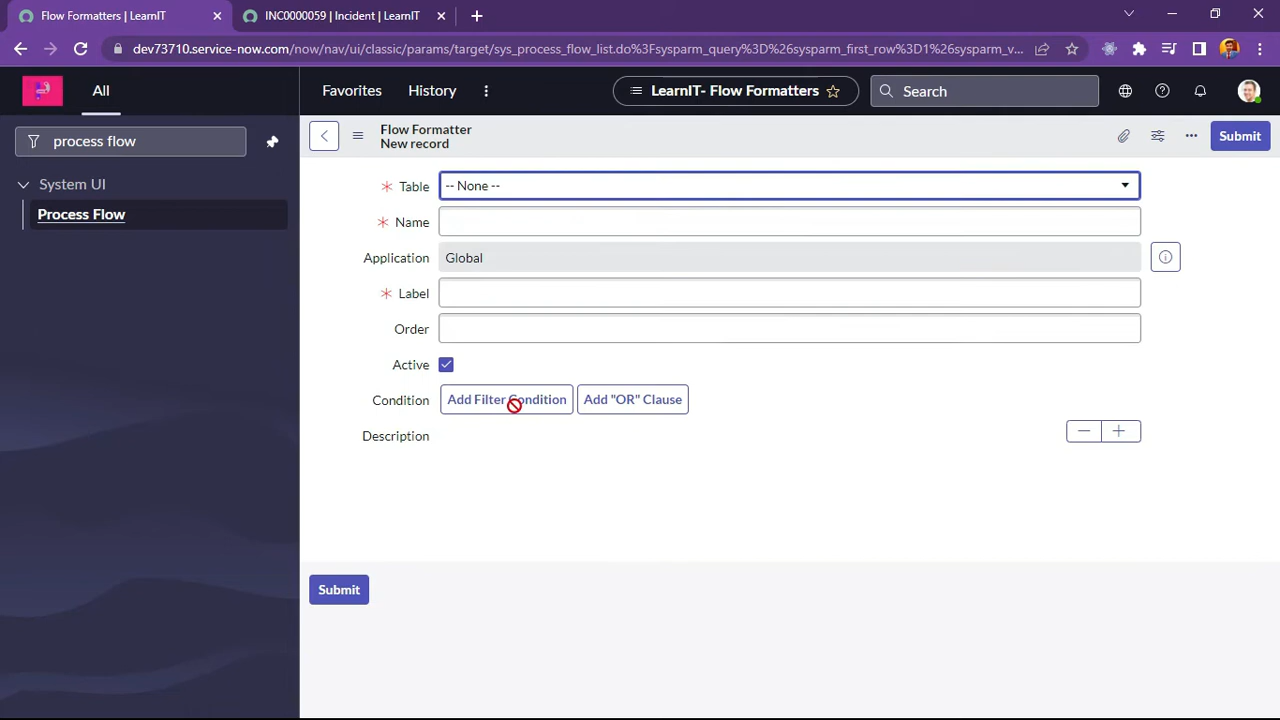 Flow Formatters | LearnIT
INC0000059 | Incident | LearnIT
dev73710.service-now.com/now/nav/ui/classic/params/target/sys_process_flow_list.do%3Fsysparm_query%3D%26sysparm_first_row%3D1%26sysparm_v...
All
Favorites
History
LearnIT- Flow Formatters
Search
process flow
System UI
Process Flow
Flow Formatter
New record
Submit
Table
-- None --
Name
Application
Global
Label
Order
Active
Condition
Add Filter Condition
Add "OR" Clause
Description
Submit